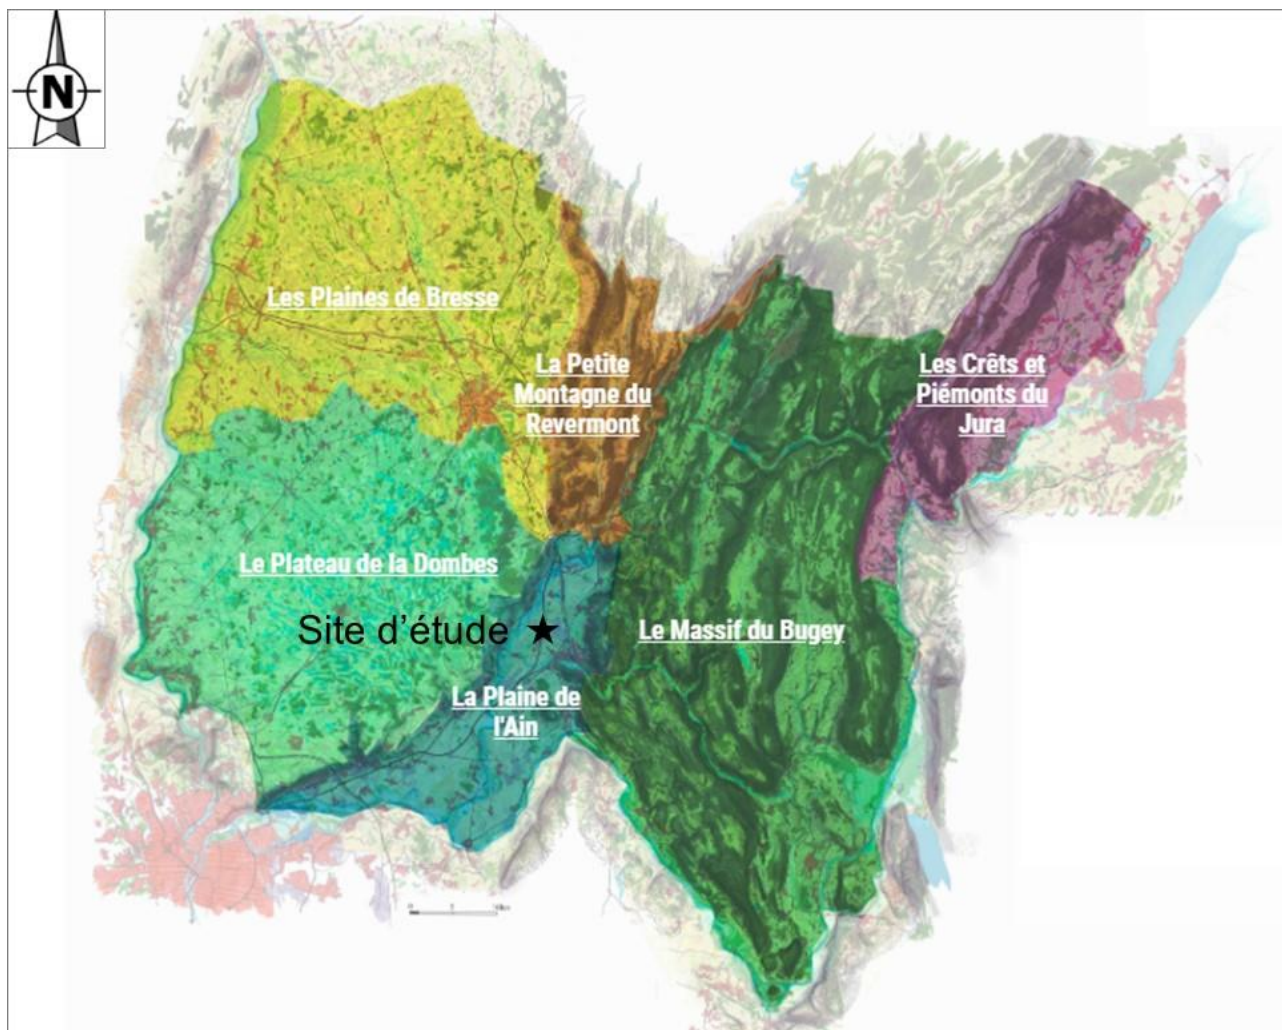 N
Les Plaines de Bresse
La Petite
Montagne du
Revermont
Les Crêts et
Piémonts du
Jura
Le Plateau de la Dombes
Site d'étude ★
Le Massif du Bugey
La Plaine de
l'Ain